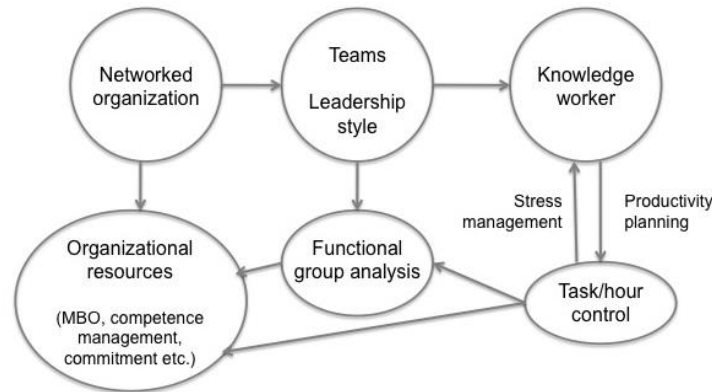 Networked
organization
Teams
Leadership
style
Knowledge
worker
Stress
management
Productivity
planning
Organizational
resources
(MBO, competence
management,
commitment etc.)
Functional
group analysis
Task/hour
control